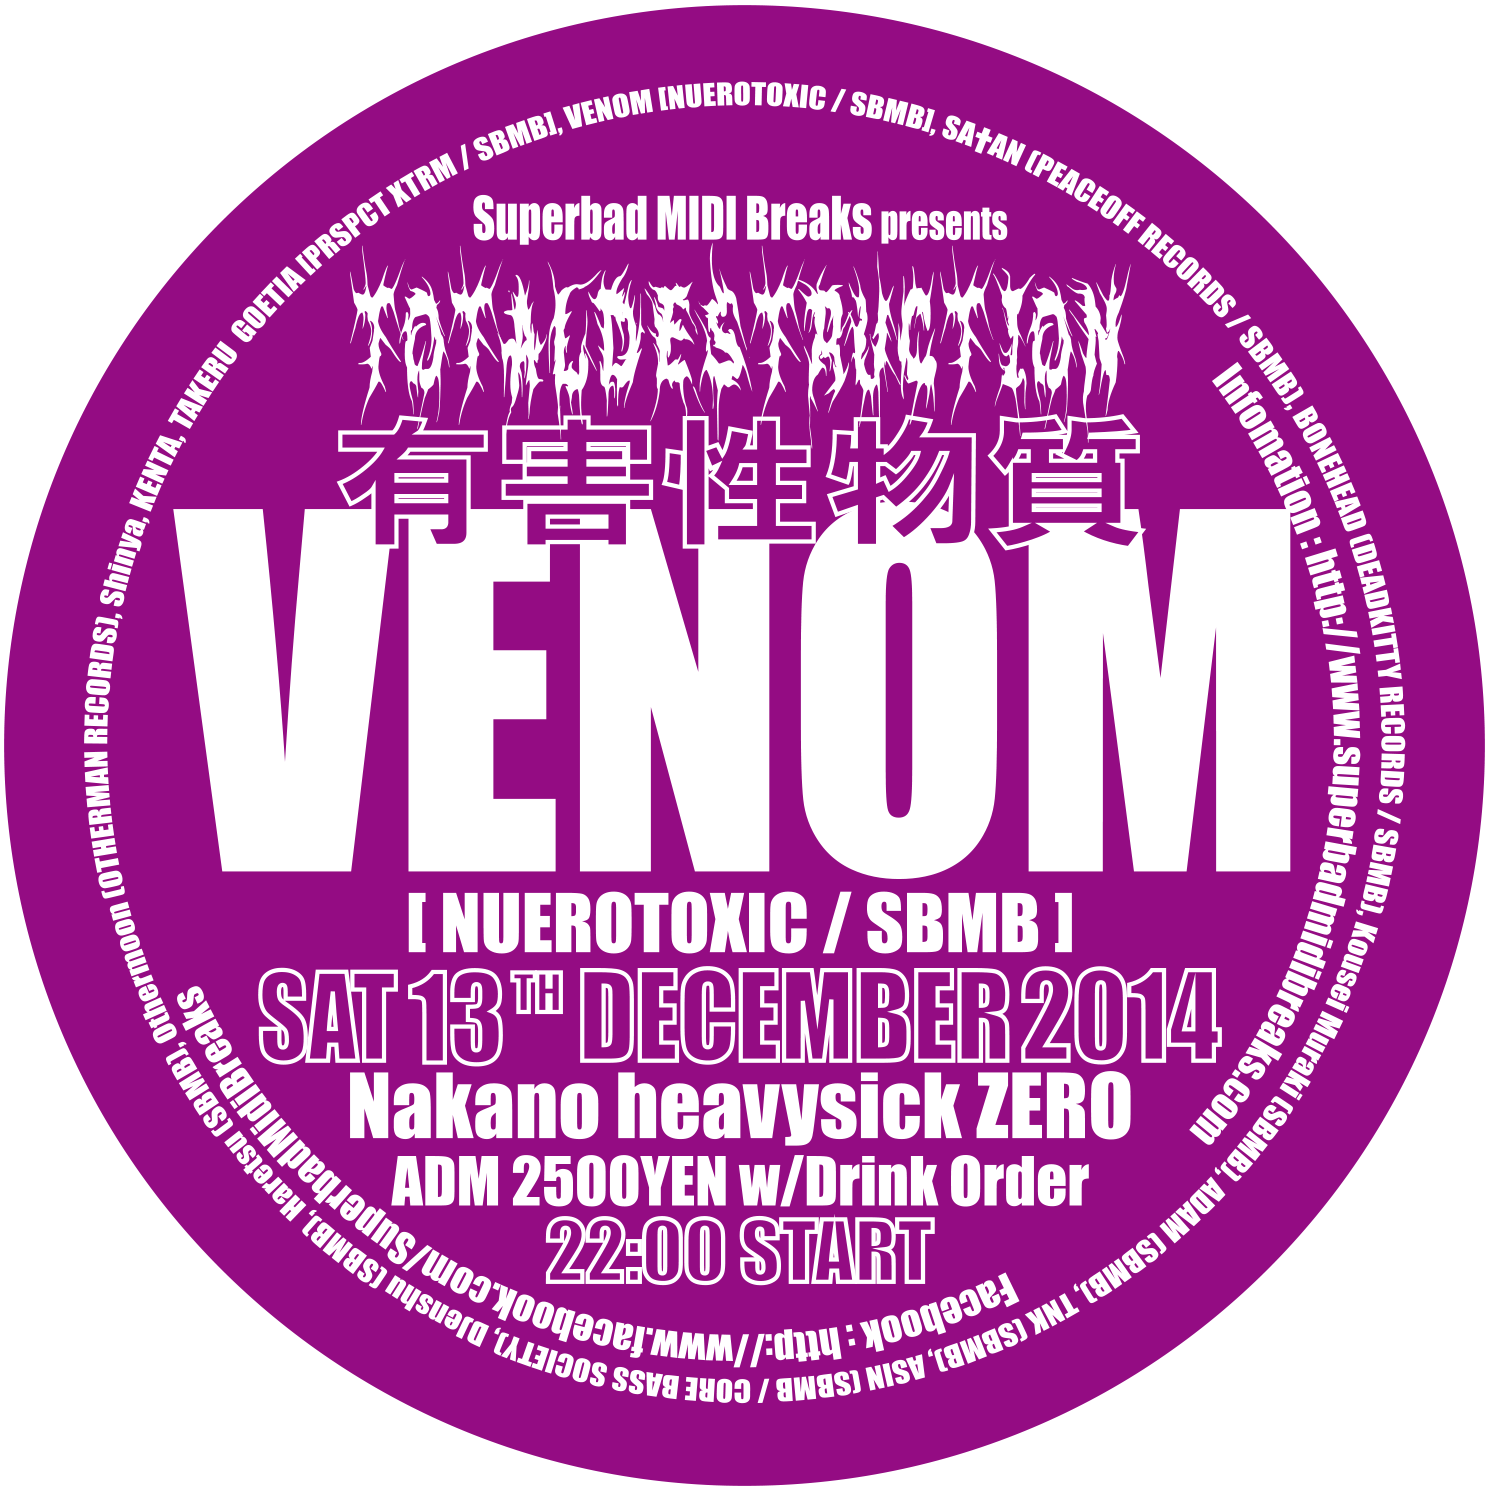 Superbad MIDI Breaks presents
TOTALDESTRUCTION
有害性物質
VENOM
[ NUEROTOXIC / SBMB ]
SAT 13TH DECEMBER 2014
Nakano heavysick ZERO
ADM 2500YEN w/Drink Order
22:00 START
TAKERU GOETIA [PRSPCT XTRM / SBMB], VENOM [NUEROTOXIC / SBMB], SA†AN (PEACEOFF RECORDS / SBMB), BONEHEAD (DEADKITTY RECORDS / SBMB), Kousei Muraki (SBMB), ADAM (SBMB), TNK (SBMB), ASIN (SBMB / CORE BASS SOCIETY), DJenshu (SBMB), Haretsu (SBMB), Othermooon (OTHERMAN RECORDS), Shinya, KENTA,
Infomation : http://www.superbadmidibreaks.com
Facebook : http://www.facebook.com/SuperbadMidiBreaks